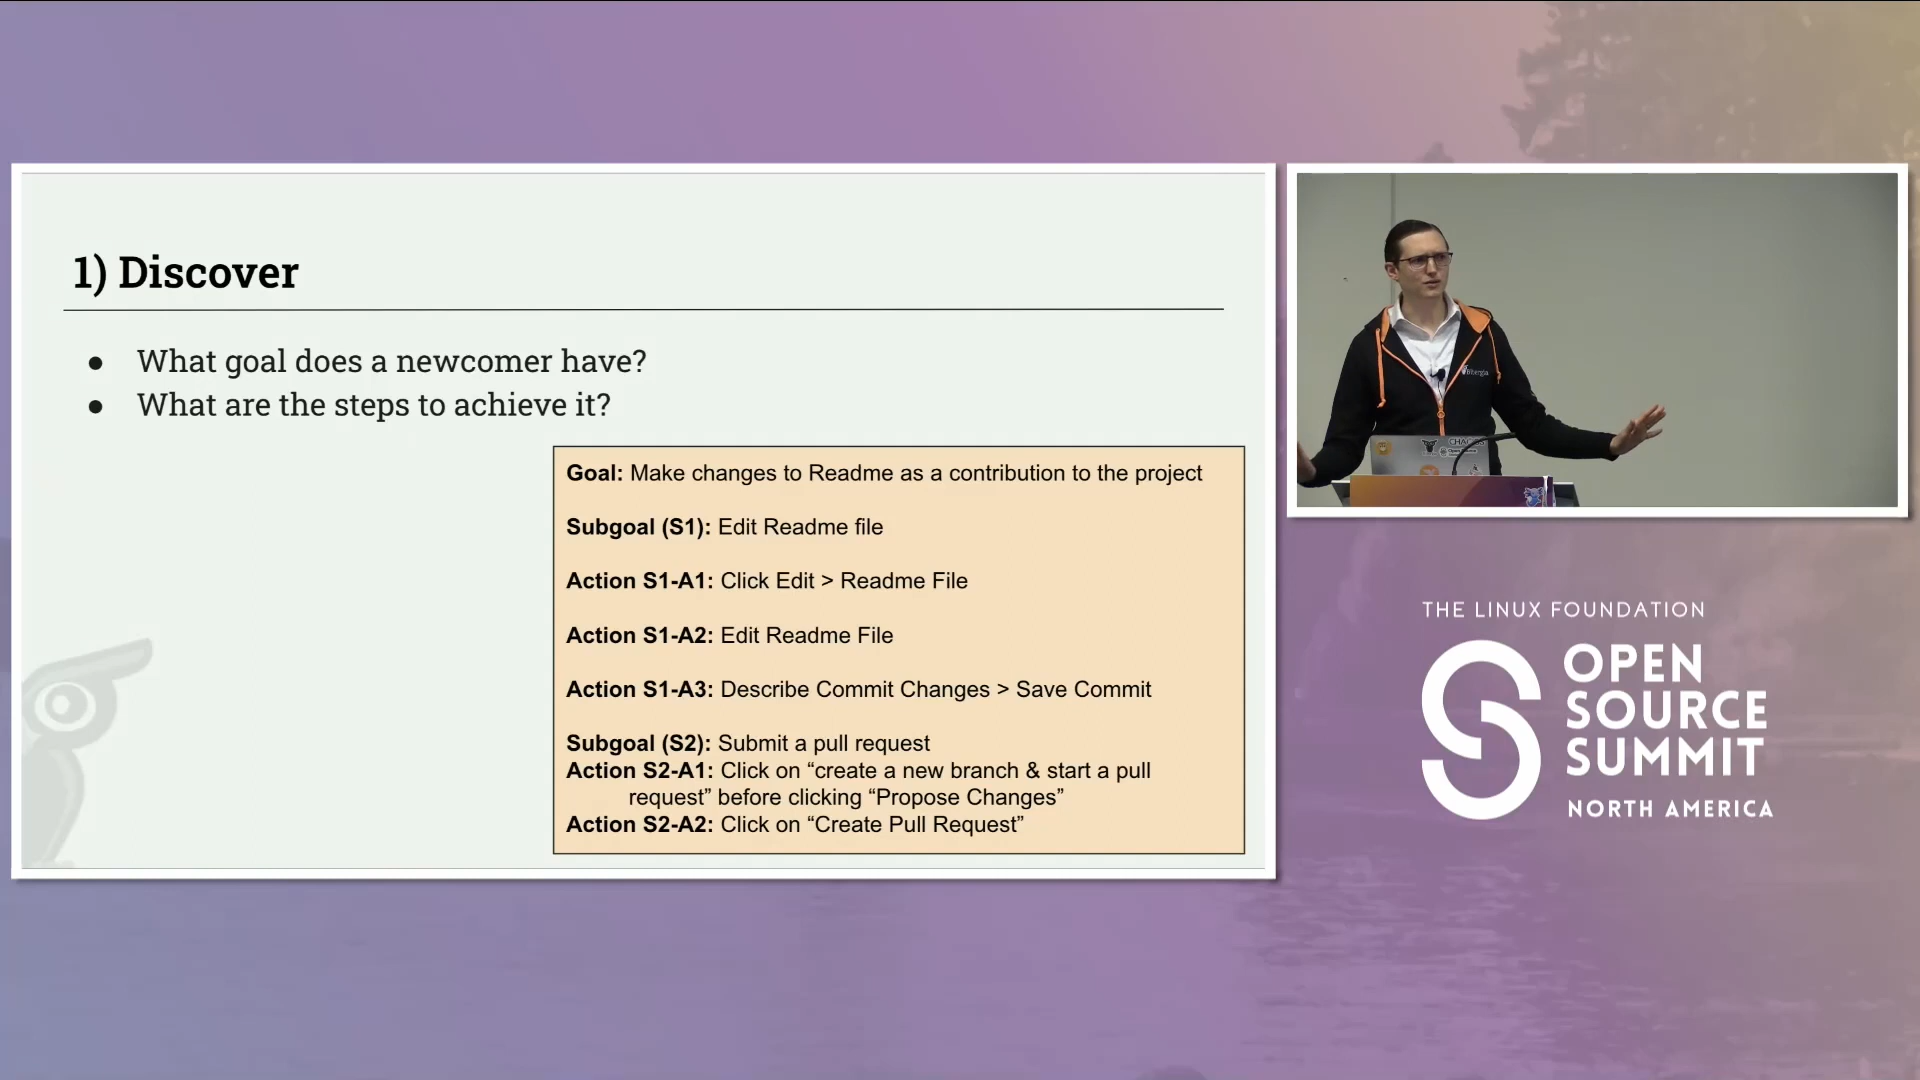 1) Discover
● What goal does a newcomer have?
● What are the steps to achieve it?
Goal: Make changes to Readme as a contribution to the project
Subgoal (S1): Edit Readme file
Action S1-A1: Click Edit > Readme File
Action S1-A2: Edit Readme File
Action S1-A3: Describe Commit Changes > Save Commit
Subgoal (S2): Submit a pull request
Action S2-A1: Click on “create a new branch & start a pull
request” before clicking “Propose Changes”
Action S2-A2: Click on “Create Pull Request”
THE LINUX FOUNDATION
OPEN
SOURCE
SUMMIT
NORTH AMERICA